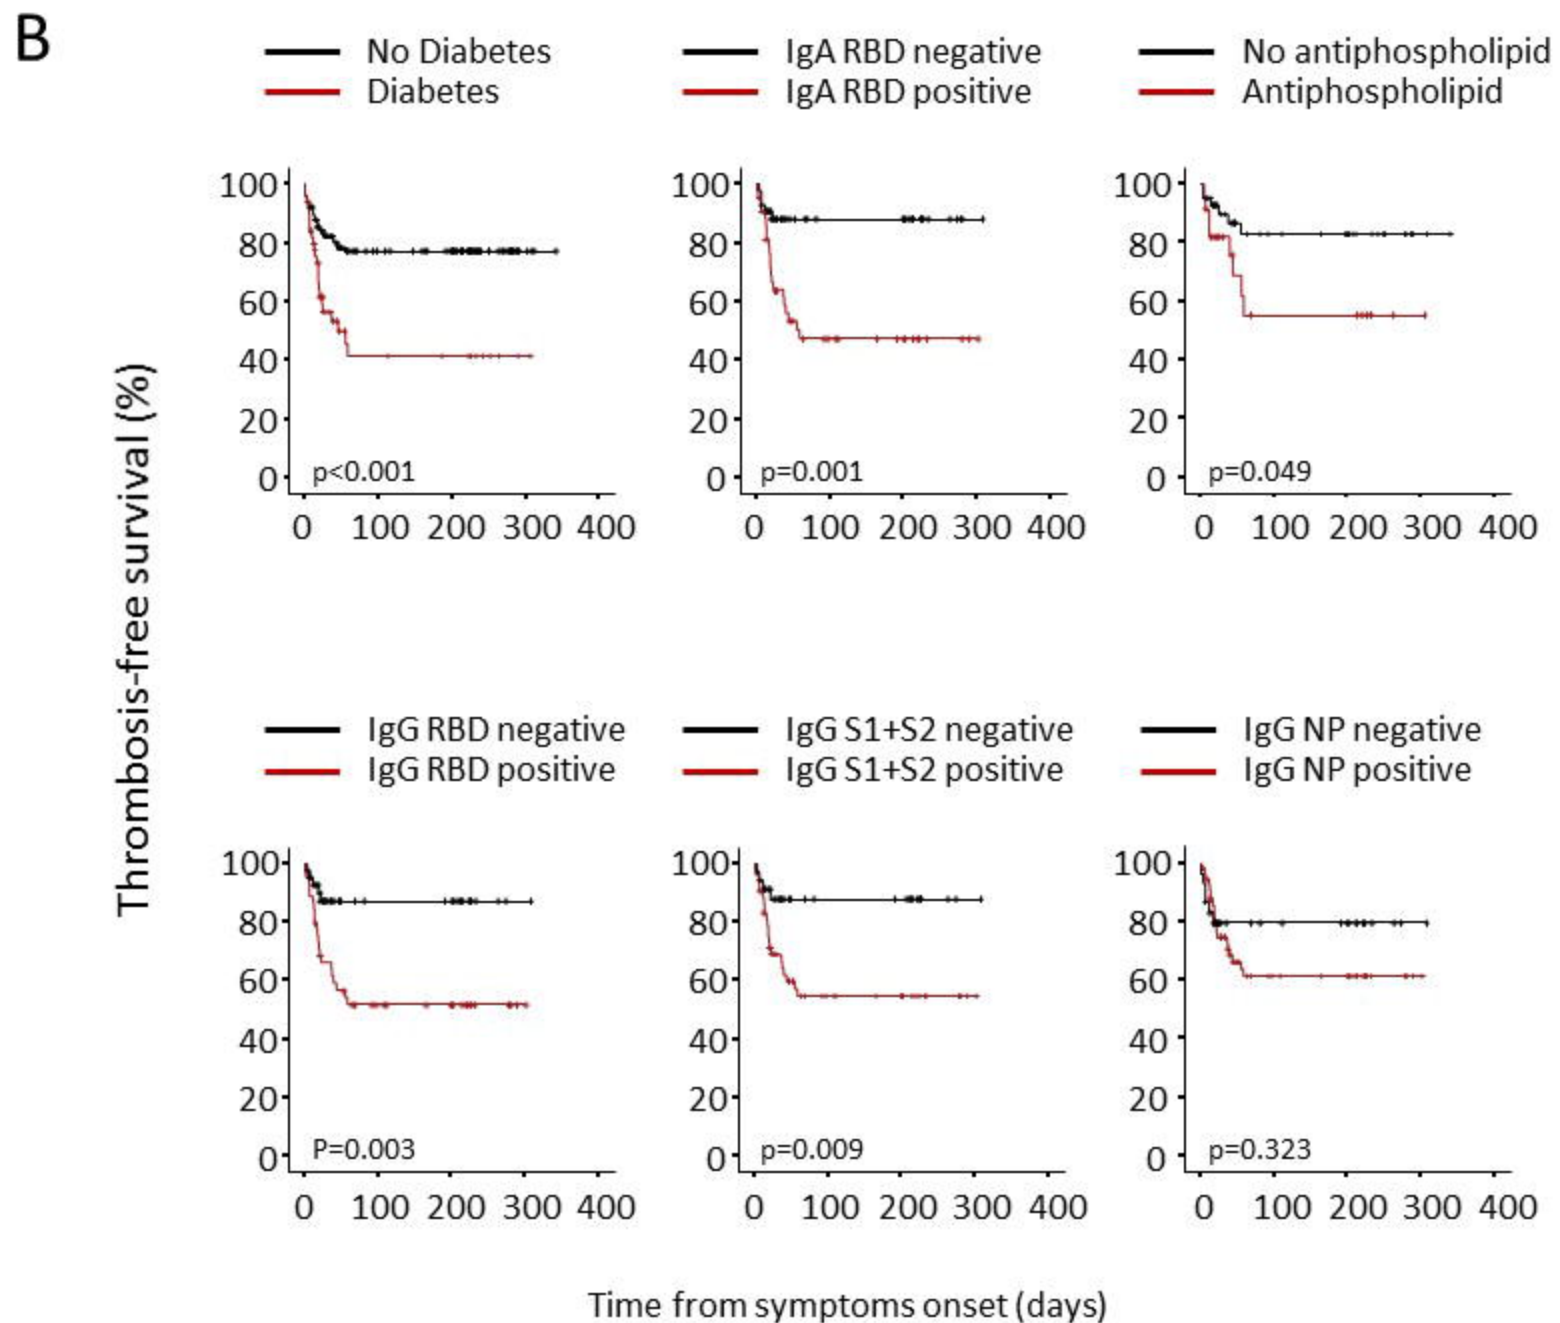 B
No Diabetes
Diabetes
IgA RBD negative
IgA RBD positive
No antiphospholipid
Antiphospholipid
Thrombosis-free survival (%)
100
80
60
40
20
0
p<0.001
0 100 200 300 400
100
80
60
40
20
0
p=0.001
0 100 200 300 400
100
80
60
40
20
0
p=0.049
0 100 200 300 400
IgG RBD negative
IgG RBD positive
IgG S1+S2 negative
IgG S1+S2 positive
IgG NP negative
IgG NP positive
100
80
60
40
20
0
P=0.003
0 100 200 300 400
100
80
60
40
20
0
p=0.009
0 100 200 300 400
100
80
60
40
20
0
p=0.323
0 100 200 300 400
Time from symptoms onset (days)